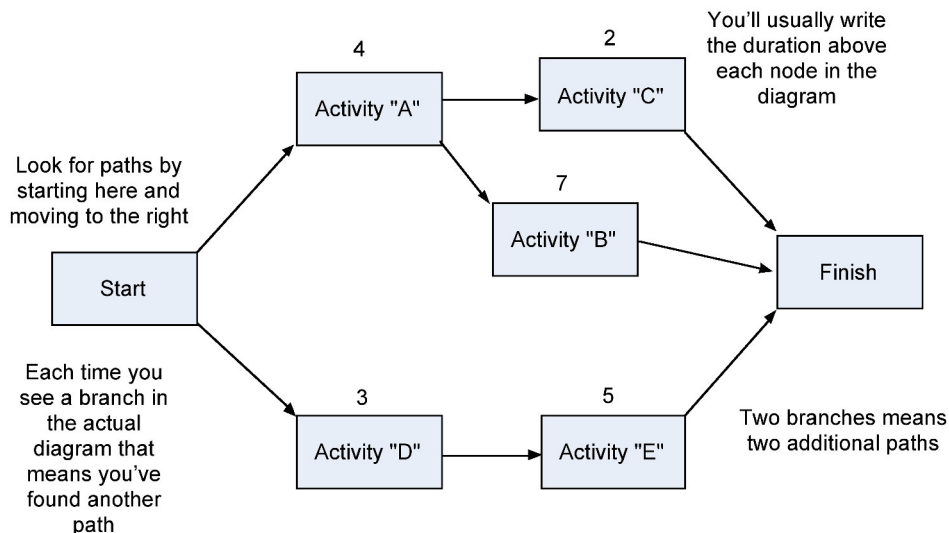 4
2
You'll usually write
the duration above
each node in the
diagram
Activity "A"
Activity "C"
Look for paths by
starting here and
moving to the right
7
Activity "B"
Start
Finish
Each time you
see a branch in
the actual
diagram that
means you've
found another
path
3
5
Activity "D"
Activity "E"
Two branches means
two additional paths